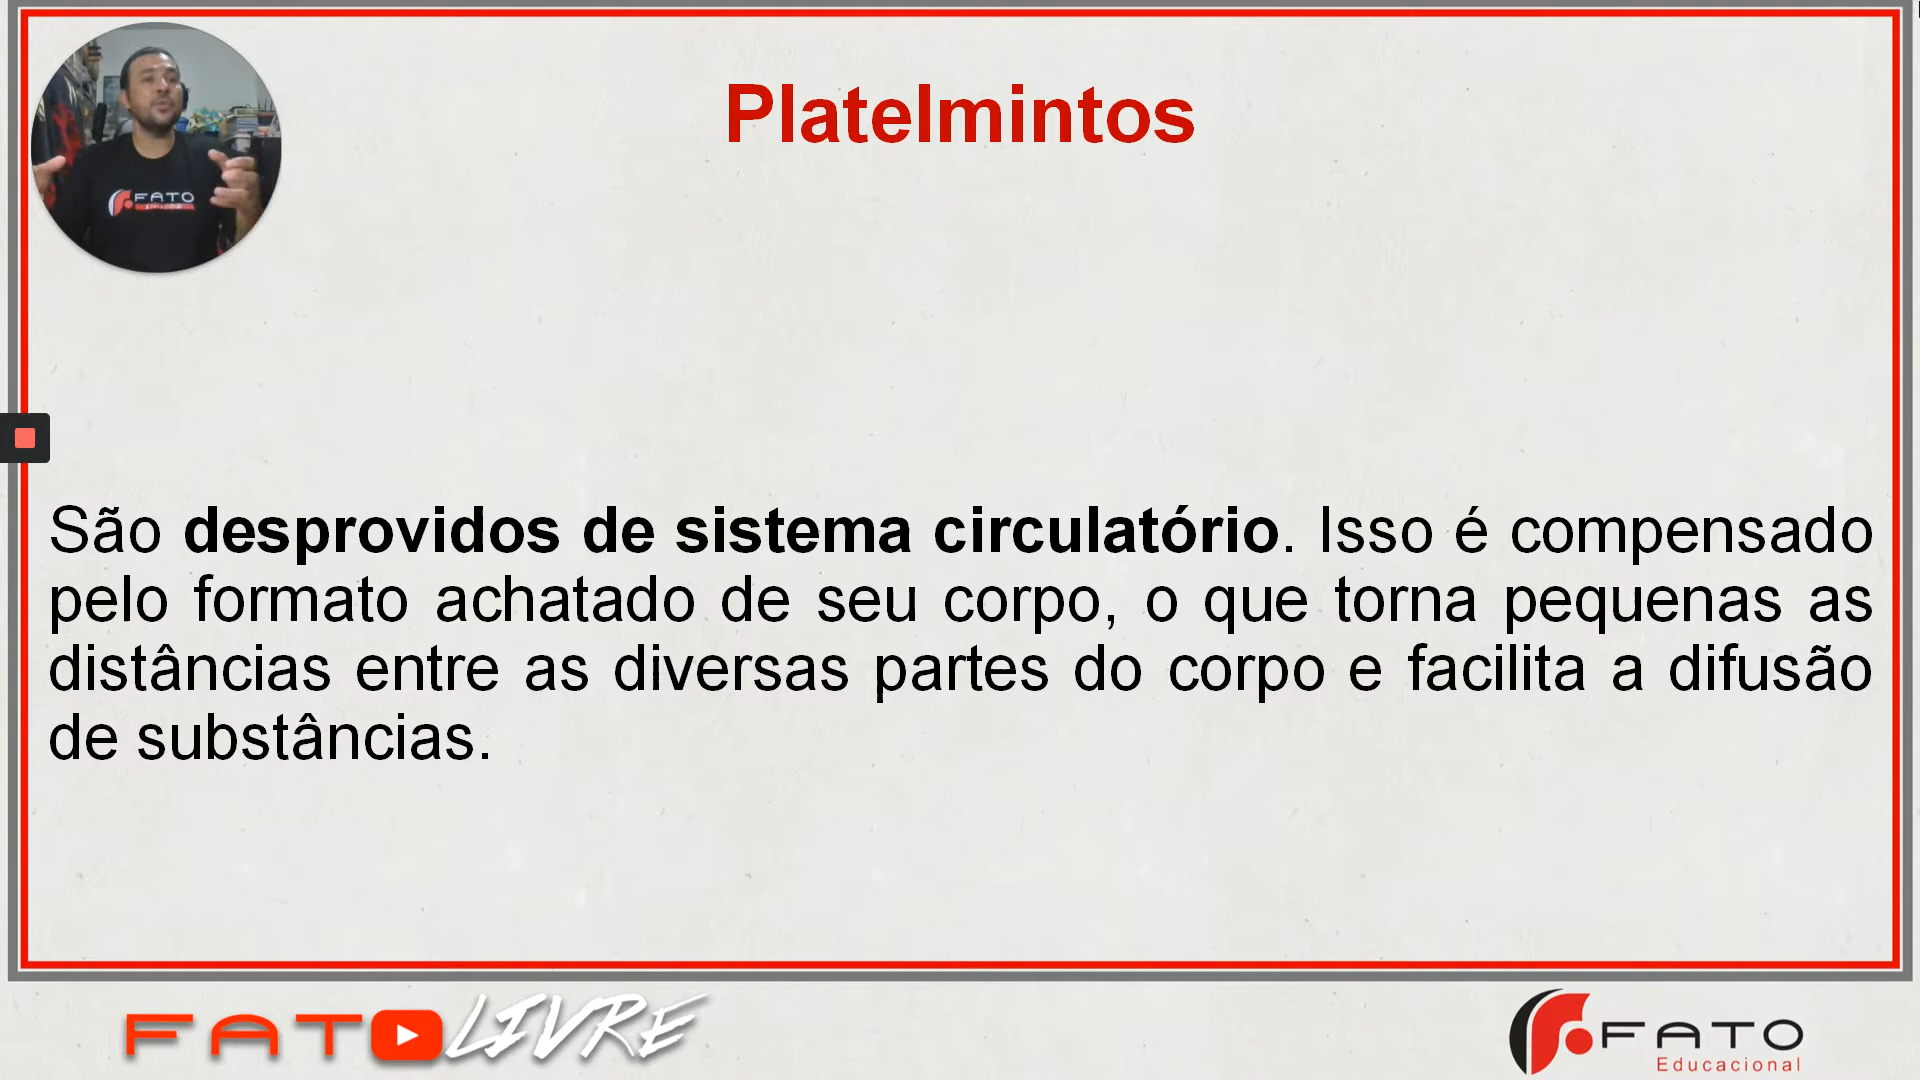 Platelmintos
FATO
São desprovidos de sistema circulatório. Isso é compensado
pelo formato achatado de seu corpo, o que torna pequenas as
distâncias entre as diversas partes do corpo e facilita a difusão
de substâncias.
FAT LIVRE
FATO
Educacional